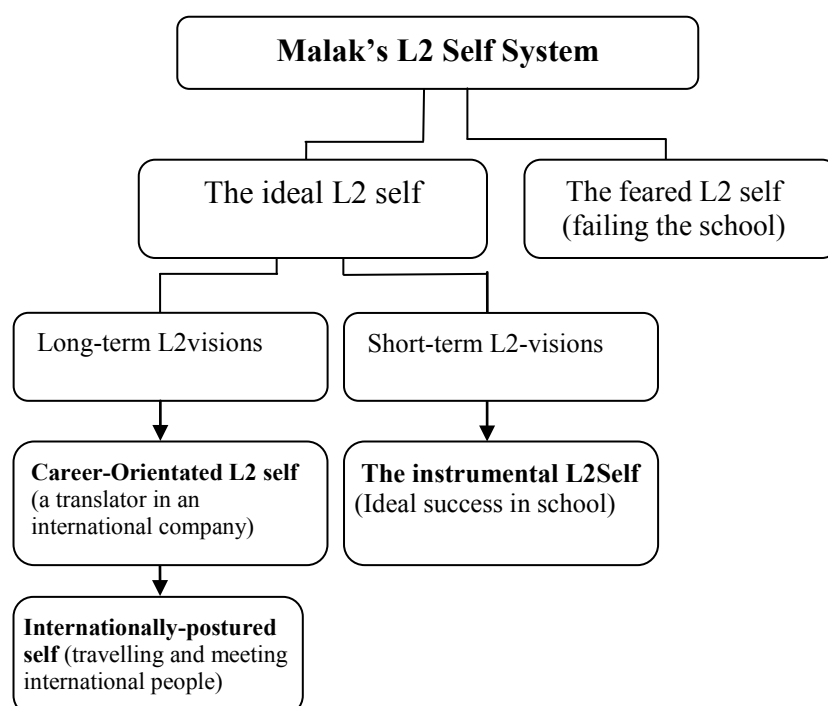 Malak’s L2 Self System
The ideal L2 self
The feared L2 self
(failing the school)
Long-term L2visions
Short-term L2-visions
Career-Orientated L2 self
(a translator in an
international company)
The instrumental L2Self
(Ideal success in school)
Internationally-postured
self (travelling and meeting
international people)